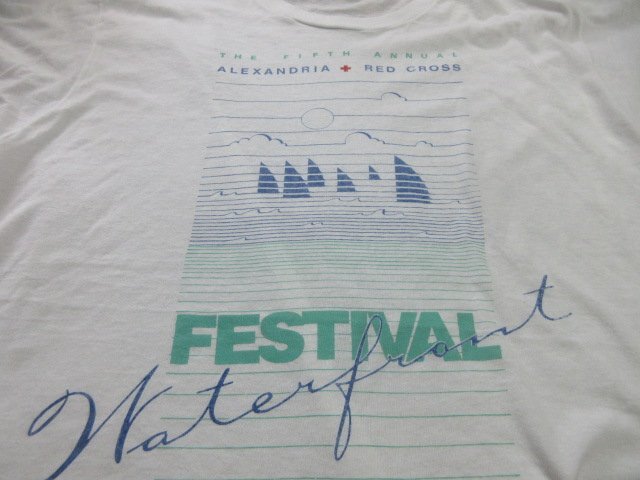 THE FIFTH ANNUAL
ALEXANDRIA + RED CROSS
FESTIVAL
Waterfront